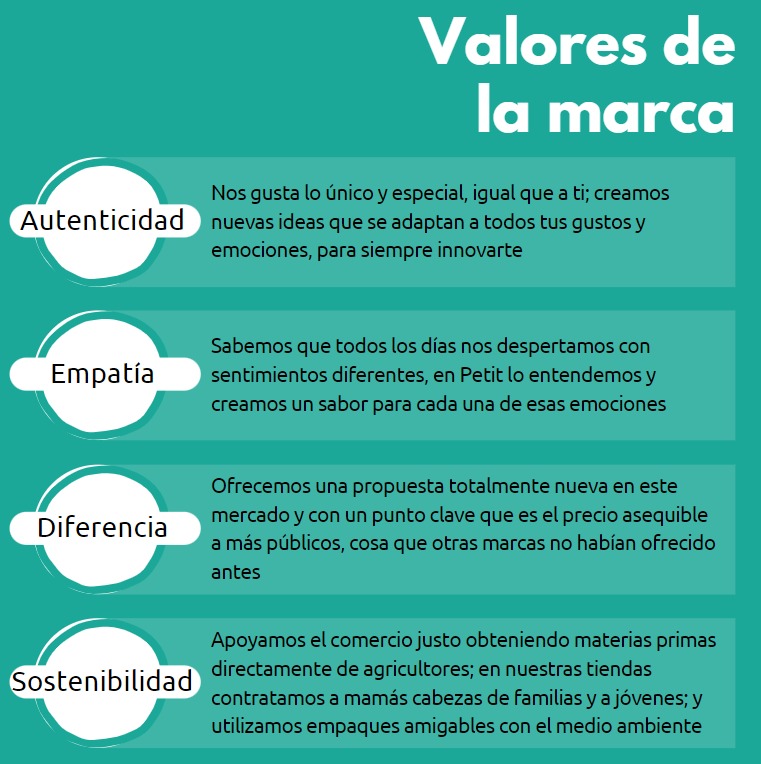 Valores de
la marca
Autenticidad
Nos gusta lo único y especial, igual que a ti; creamos
nuevas ideas que se adaptan a todos tus gustos y
emociones, para siempre innovarte
Empatía
Sabemos que todos los días nos despertamos con
sentimientos diferentes, en Petit lo entendemos y
creamos un sabor para cada una de esas emociones
Diferencia
Ofrecemos una propuesta totalmente nueva en este
mercado y con un punto clave que es el precio asequible
a más públicos, cosa que otras marcas no habían ofrecido
antes
Sostenibilidad
Apoyamos el comercio justo obteniendo materias primas
directamente de agricultores; en nuestras tiendas
contratamos a mamás cabezas de familias y a jóvenes; y
utilizamos empaques amigables con el medio ambiente